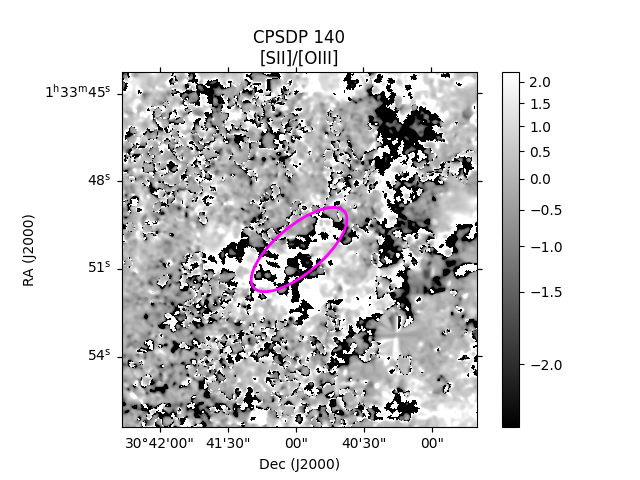 CPSDP 140
[SII]/[OIII]
1ʰ33ᵐ45ˢ
48ˢ
51ˢ
54ˢ
RA (J2000)
30°42'00" 41'30" 00" 40'30" 00"
Dec (J2000)
2.0
1.5
1.0
0.5
0.0
−0.5
−1.0
−1.5
−2.0